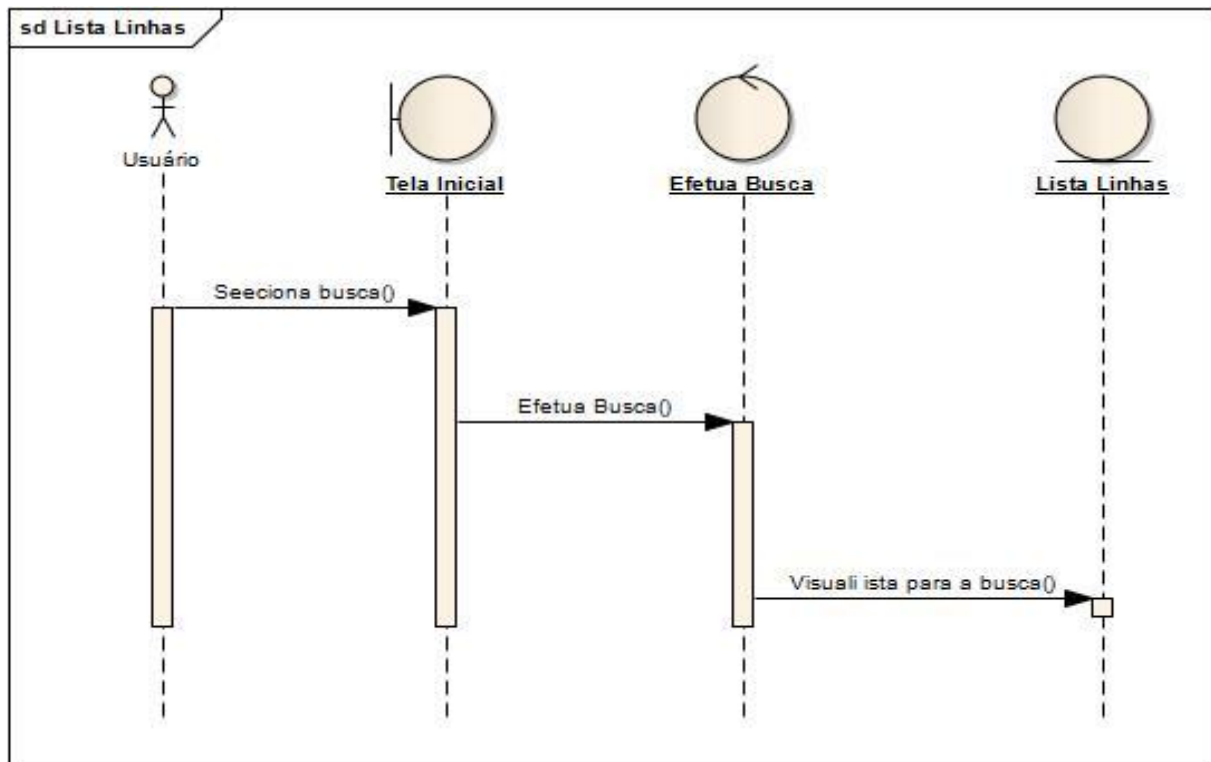 sd Lista Linhas
Usuário
Tela Inicial
Efetua Busca
Lista Linhas
Seeciona busca()
Efetua Busca()
Visuali ista para a busca()